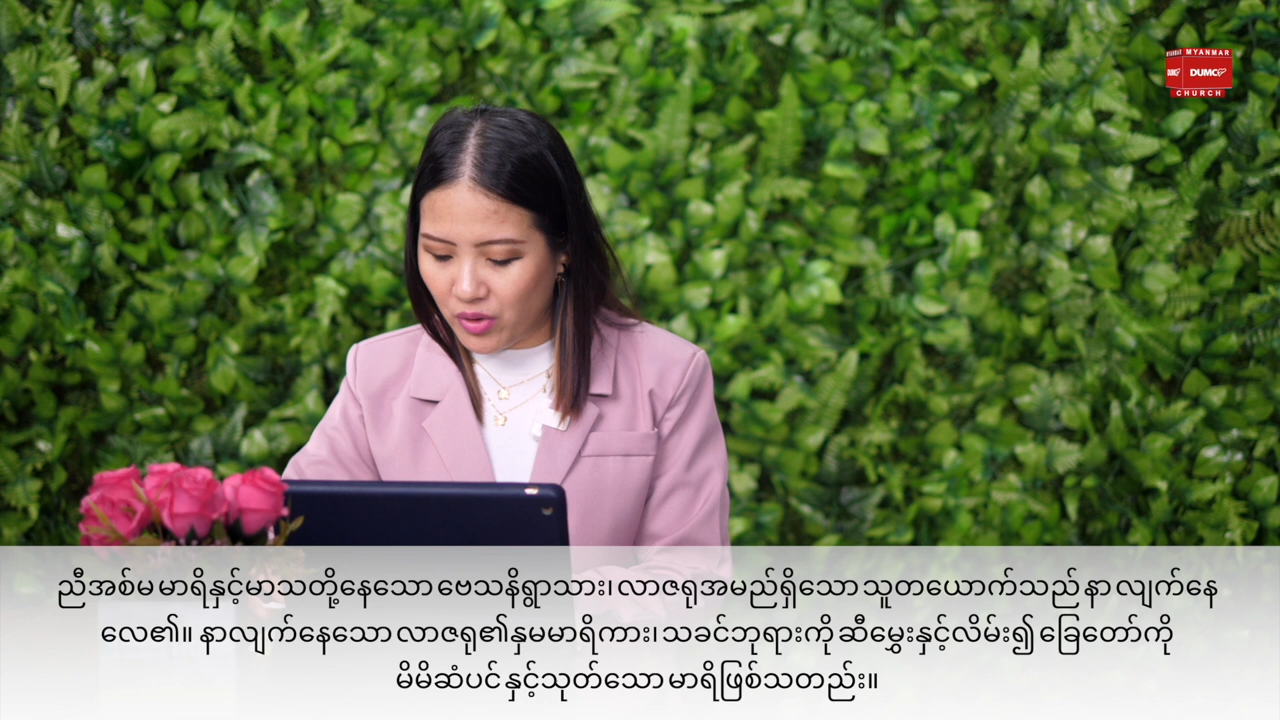 MYANMAR
DUMC
DUMC
CHURCH
ညီအစ်မမာရိနှင့်မာသတို့နေသောဗေသနိရွာသား၊ လာဇရုအမည်ရှိသောသူတယောက်သည် နာလျက်နေ
လေ၏။ နာလျက်နေသောလာဇရု၏နှမမာရိကား၊ သခင်ဘုရားကို ဆီမွှေးနှင့်လိမ်း၍ ခြေတော်ကို
မိမိဆံပင်နှင့်သုတ်သောမာရိဖြစ်သတည်း။